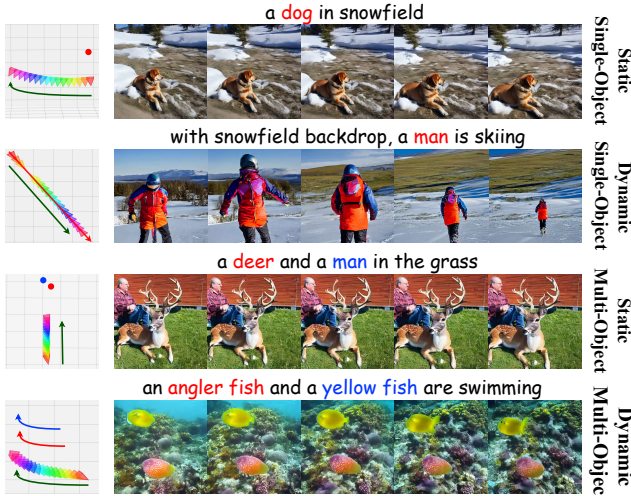 a dog in snowfield
Static
Single-Object
with snowfield backdrop, a man is skiing
Dynamic
Single-Object
a deer and a man in the grass
Static
Multi-Object
an angler fish and a yellow fish are swimming
Dynamic
Multi-Objec